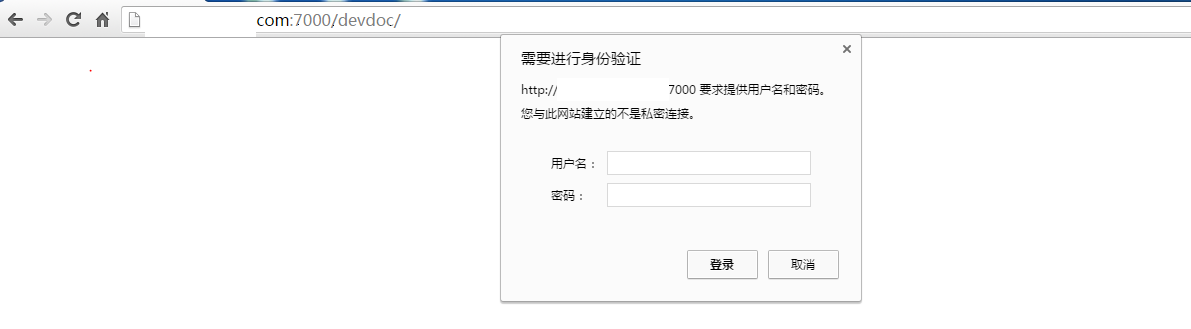 com:7000/devdoc/
需要进行身份验证
http:// 7000 要求提供用户名和密码。
您与此网站建立的不是私密连接。
用户名：
密码：
登录 取消